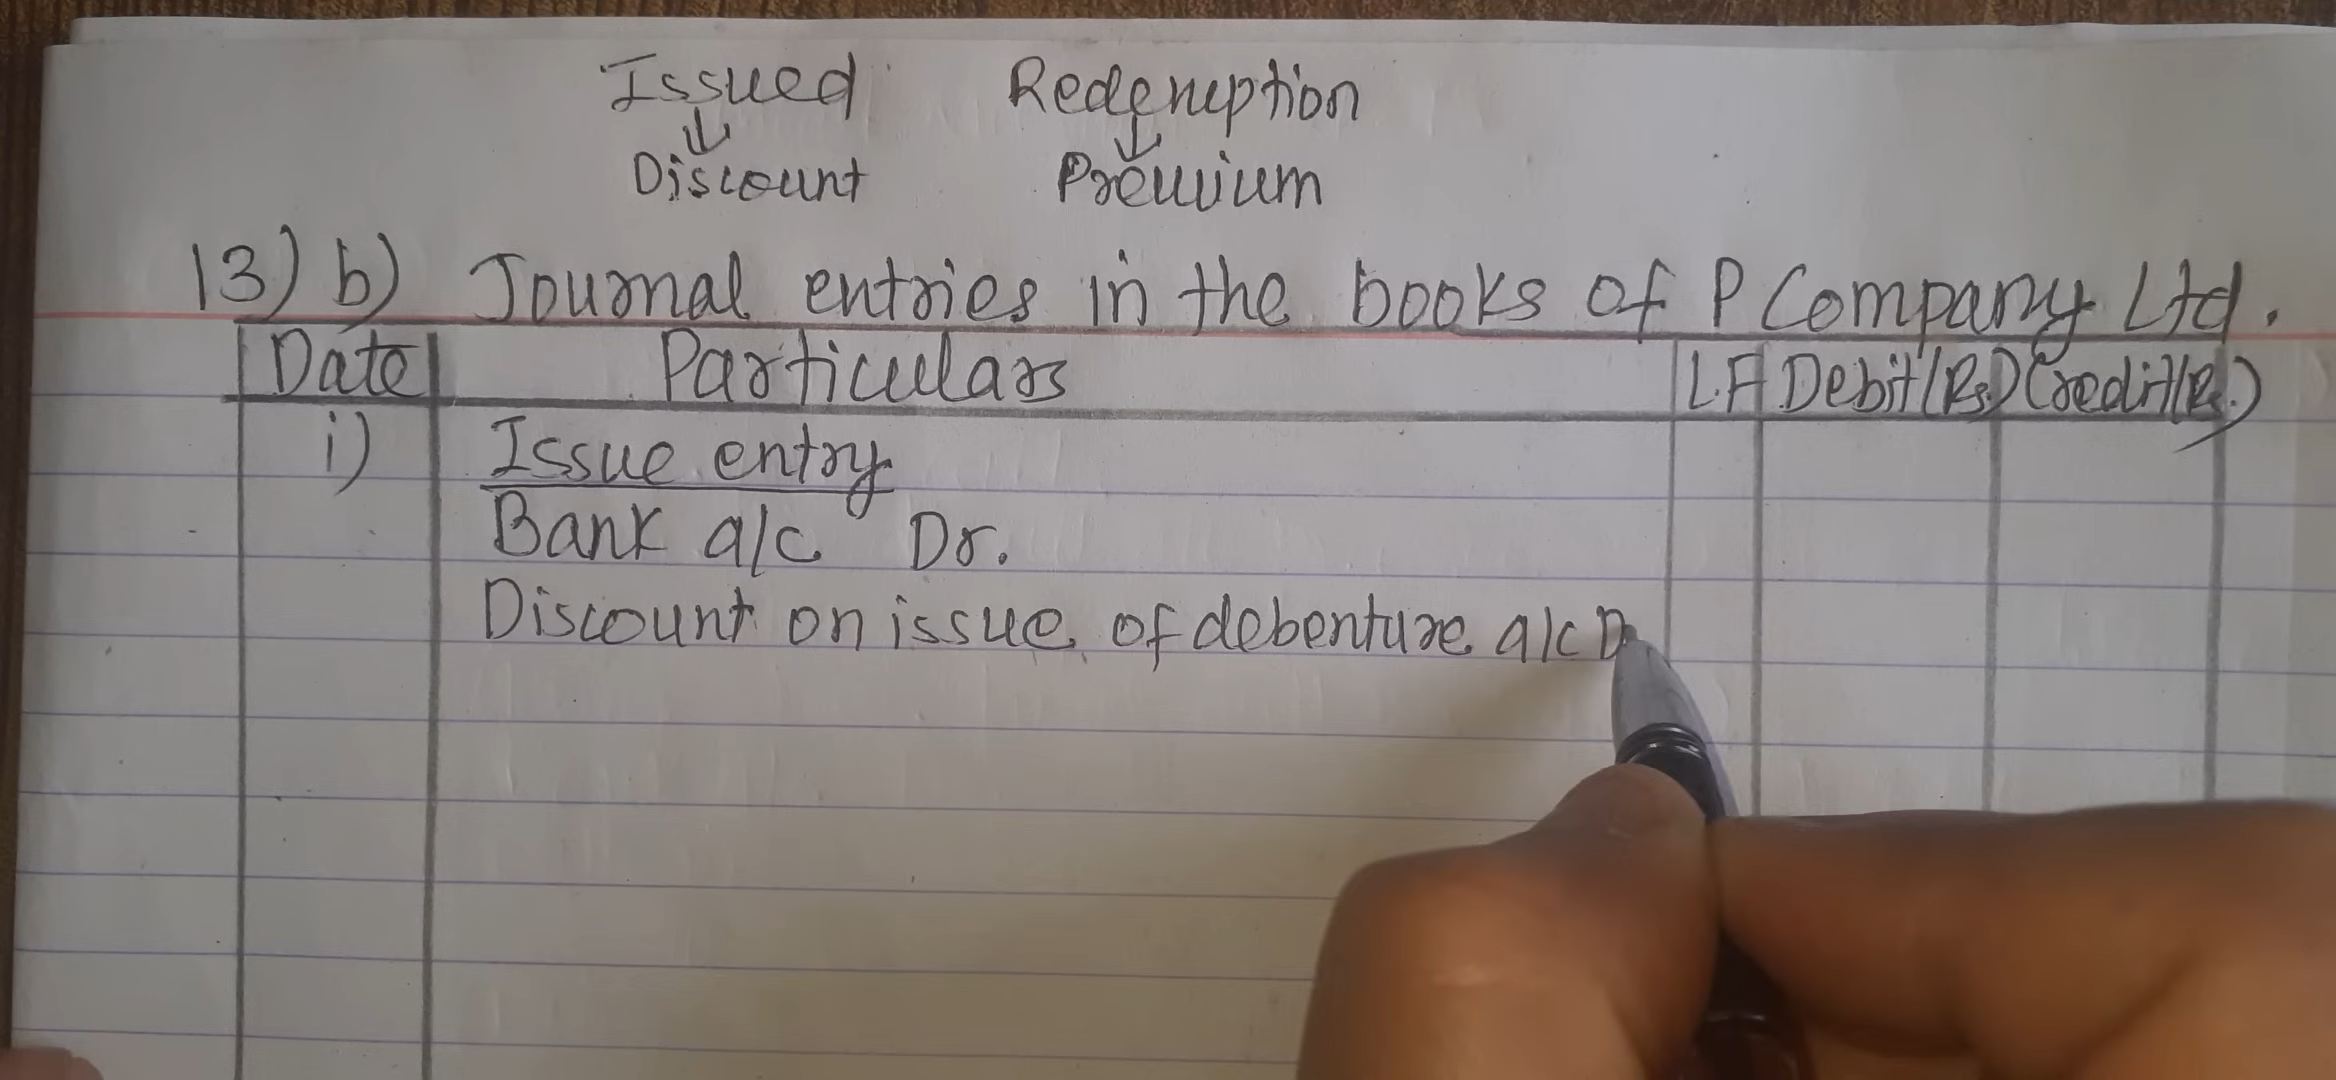 Issued Redemption
Discount Premium
13) b) Journal entries in the books of P Company Ltd.
Date Particulars LF Debit(Rs.) Credit(Rs.)
i) Issue entry
Bank a/c Dr.
Discount on issue of debenture a/c D